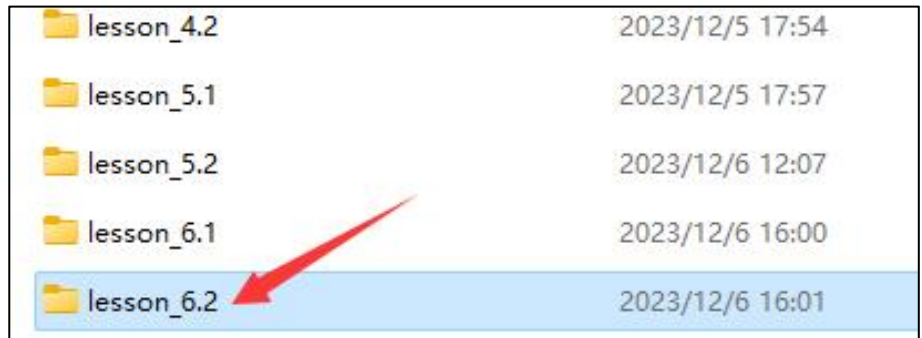 lesson_4.2 2023/12/5 17:54
lesson_5.1 2023/12/5 17:57
lesson_5.2 2023/12/6 12:07
lesson_6.1 2023/12/6 16:00
lesson_6.2 2023/12/6 16:01